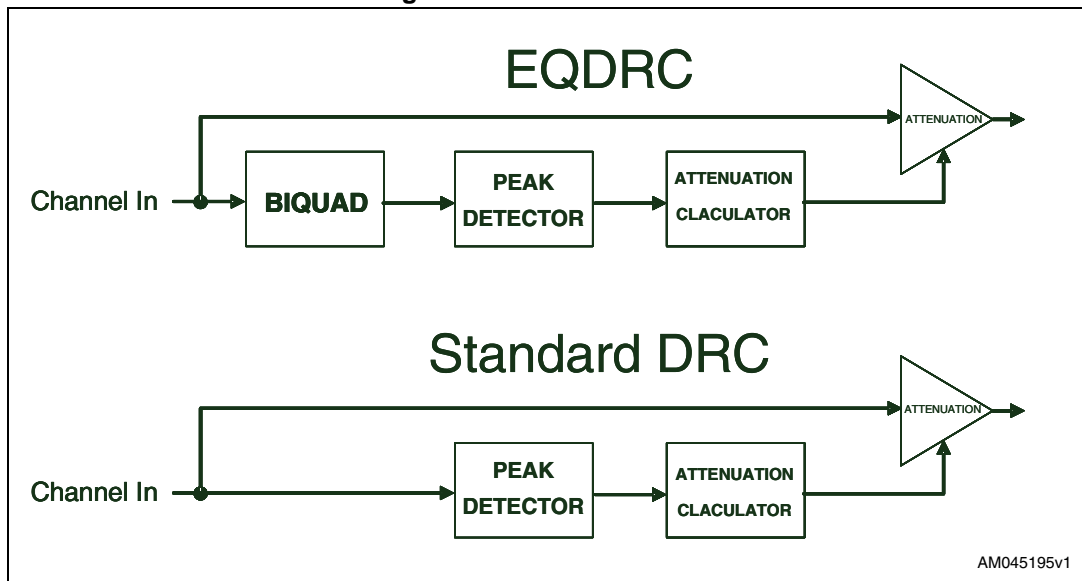 EQDRC
ATTENUATION
Channel In
BIQUAD
PEAK
DETECTOR
ATTENUATION
CLACULATOR
Standard DRC
ATTENUATION
Channel In
PEAK
DETECTOR
ATTENUATION
CLACULATOR
AM045195v1